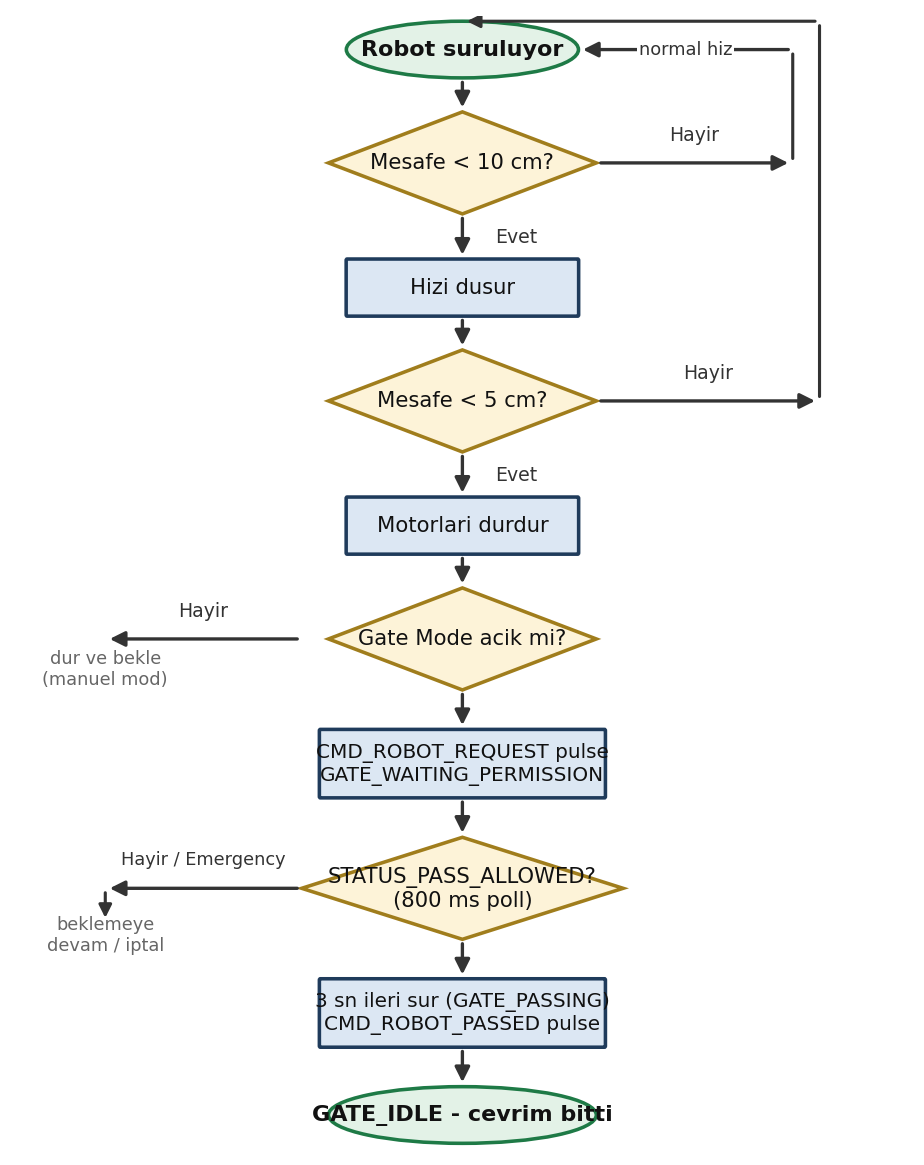 Robot suruluyor
normal hiz
Hayir
Mesafe < 10 cm?
Evet
Hizi dusur
Hayir
Mesafe < 5 cm?
Evet
Motorlari durdur
Hayir
Gate Mode acik mi?
dur ve bekle
(manuel mod)
CMD_ROBOT_REQUEST pulse
GATE_WAITING_PERMISSION
Hayir / Emergency
STATUS_PASS_ALLOWED?
(800 ms poll)
beklemeye
devam / iptal
3 sn ileri sur (GATE_PASSING)
CMD_ROBOT_PASSED pulse
GATE_IDLE - cevrim bitti